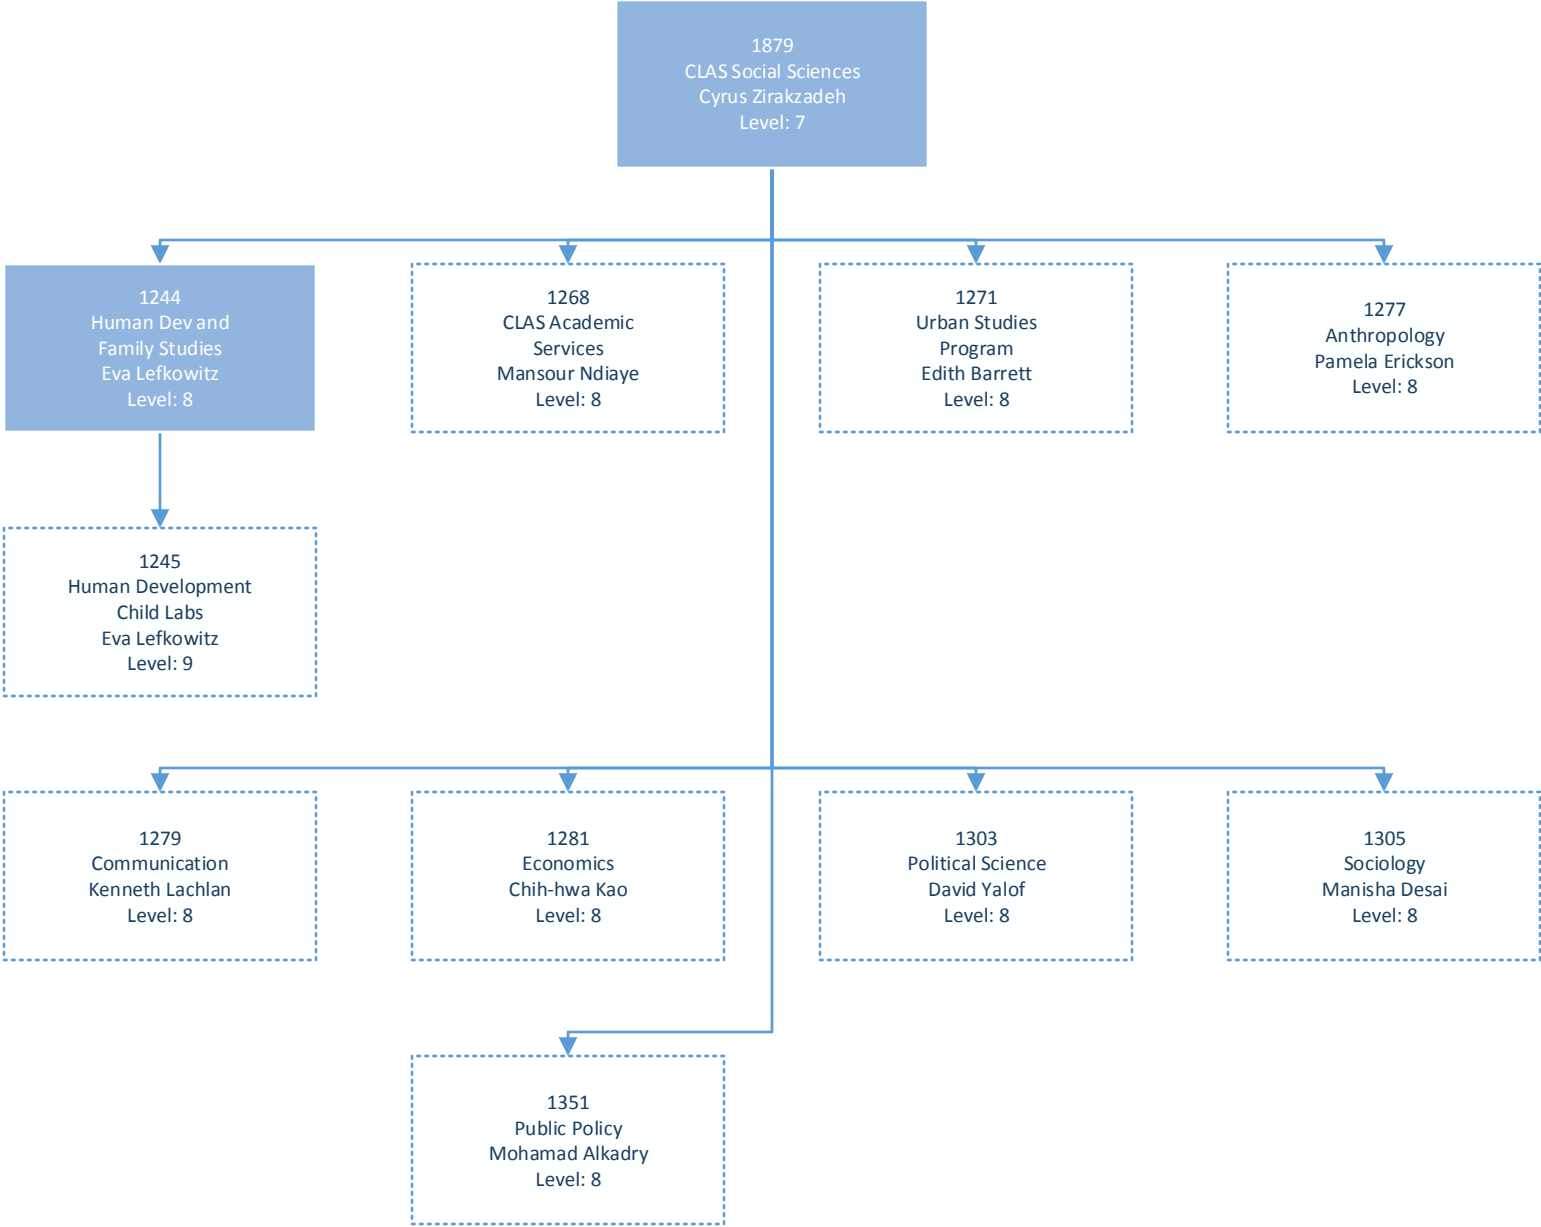 1879
CLAS Social Sciences
Cyrus Zirakzadeh
Level: 7
1244
Human Dev and
Family Studies
Eva Lefkowitz
Level: 8
1268
CLAS Academic
Services
Mansour Ndiaye
Level: 8
1271
Urban Studies
Program
Edith Barrett
Level: 8
1277
Anthropology
Pamela Erickson
Level: 8
1245
Human Development
Child Labs
Eva Lefkowitz
Level: 9
1279
Communication
Kenneth Lachlan
Level: 8
1281
Economics
Chih-hwa Kao
Level: 8
1303
Political Science
David Yalof
Level: 8
1305
Sociology
Manisha Desai
Level: 8
1351
Public Policy
Mohamad Alkadry
Level: 8